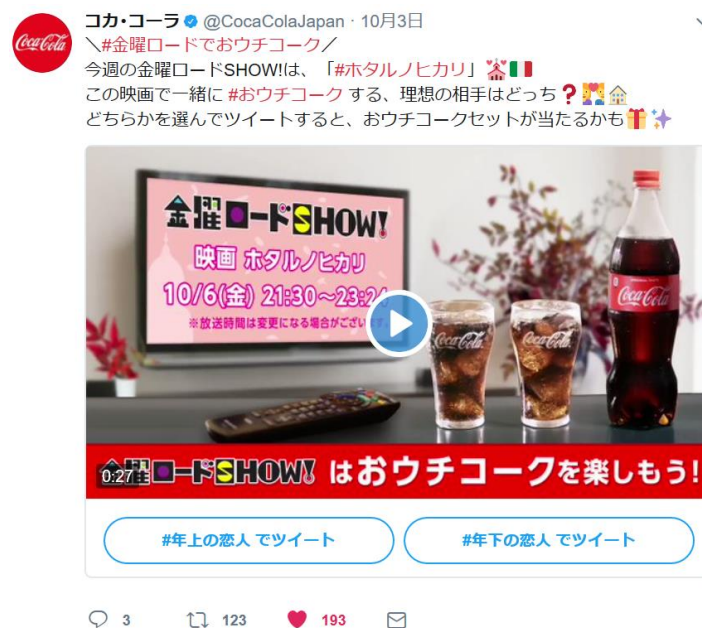 コカ・コーラ @CocaColaJapan · 10月3日
＼#金曜ロードでおウチコーク／
今週の金曜ロードSHOW!は、「#ホタルノヒカリ」💒🇮🇹
この映画で一緒に #おウチコーク する、理想の相手はどっち❓💑🏠
どちらかを選んでツイートすると、おウチコークセットが当たるかも🎁✨
Coca-Cola
金曜ロードSHOW!
映画 ホタルノヒカリ
10/6(金) 21:30～23:24
※放送時間は変更になる場合がござい
Coca-Cola
Coca-Cola
Coca-Cola
0:27
金曜ロードSHOW! はおウチコークを楽しもう!
#年上の恋人 でツイート
#年下の恋人 でツイート
3
123
193